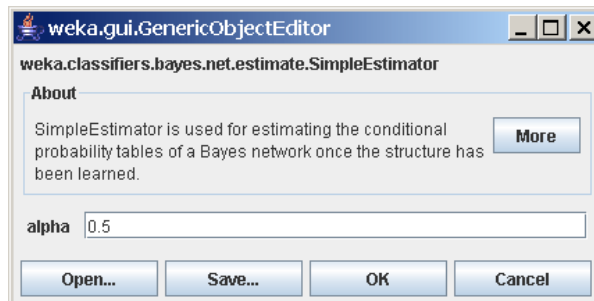 weka.gui.GenericObjectEditor
weka.classifiers.bayes.net.estimate.SimpleEstimator
About
SimpleEstimator is used for estimating the conditional
probability tables of a Bayes network once the structure has
been learned.
More
alpha 0.5
Open... Save... OK Cancel